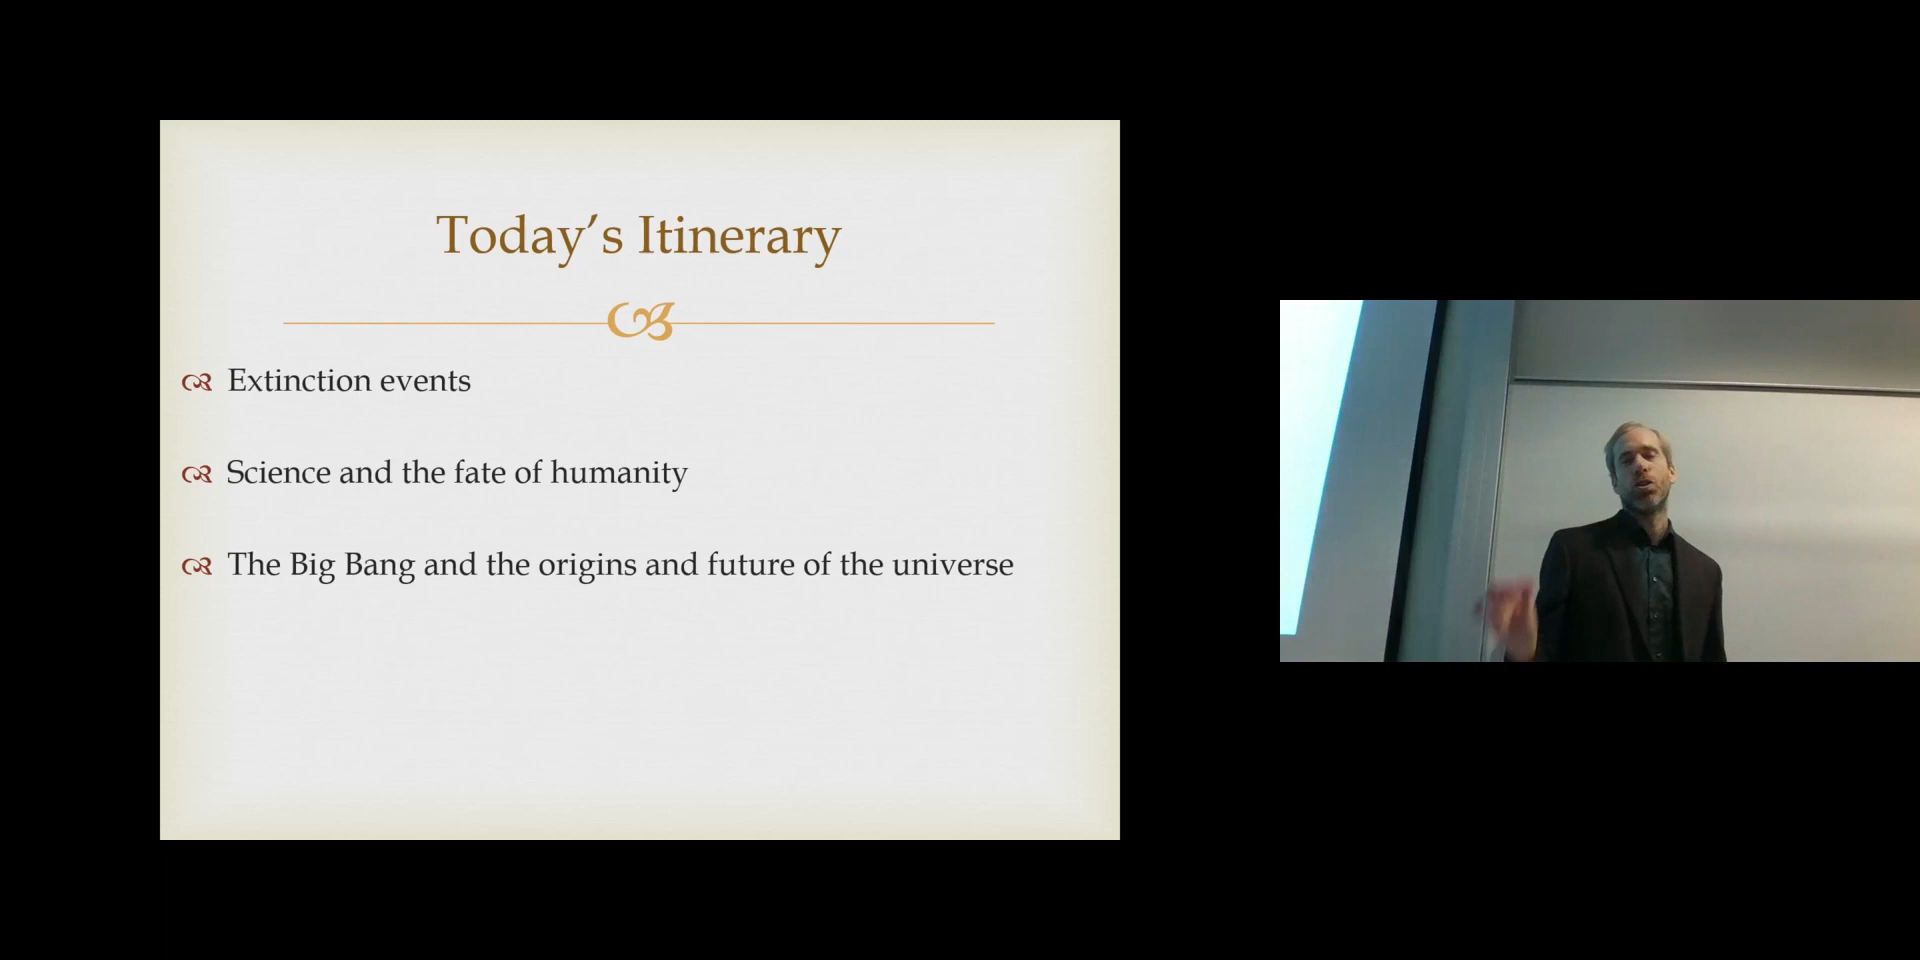 Today’s Itinerary
Extinction events
Science and the fate of humanity
The Big Bang and the origins and future of the universe